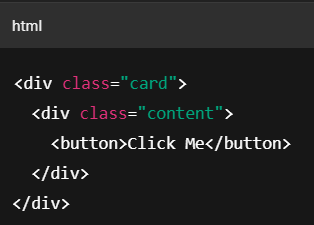 html
<div class="card">
  <div class="content">
    <button>Click Me</button>
  </div>
</div>